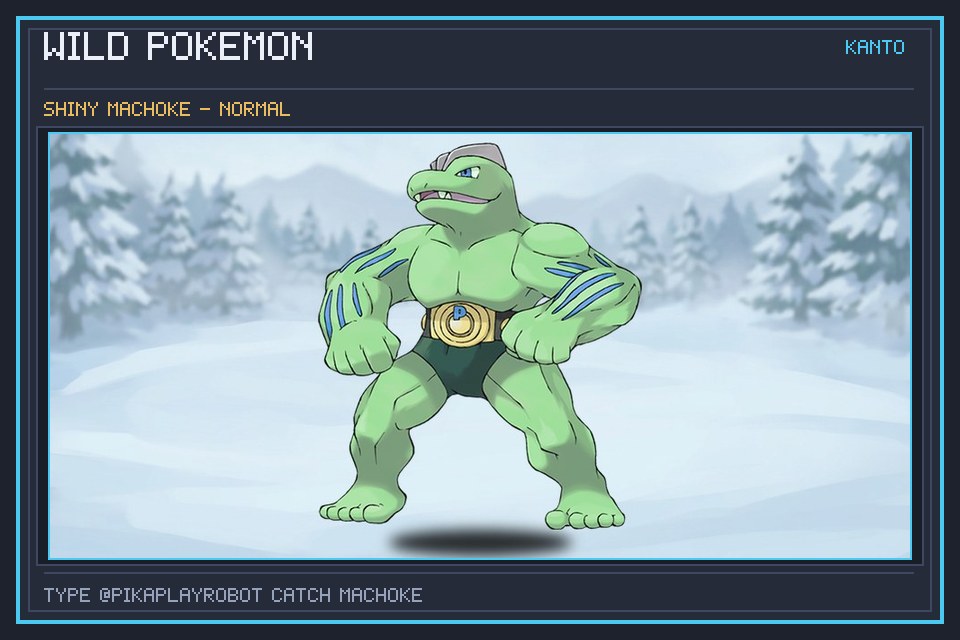 WILD POKEMON
KANTO
SHINY MACHOKE - NORMAL
P
TYPE @PIKAPLAYROBOT CATCH MACHOKE